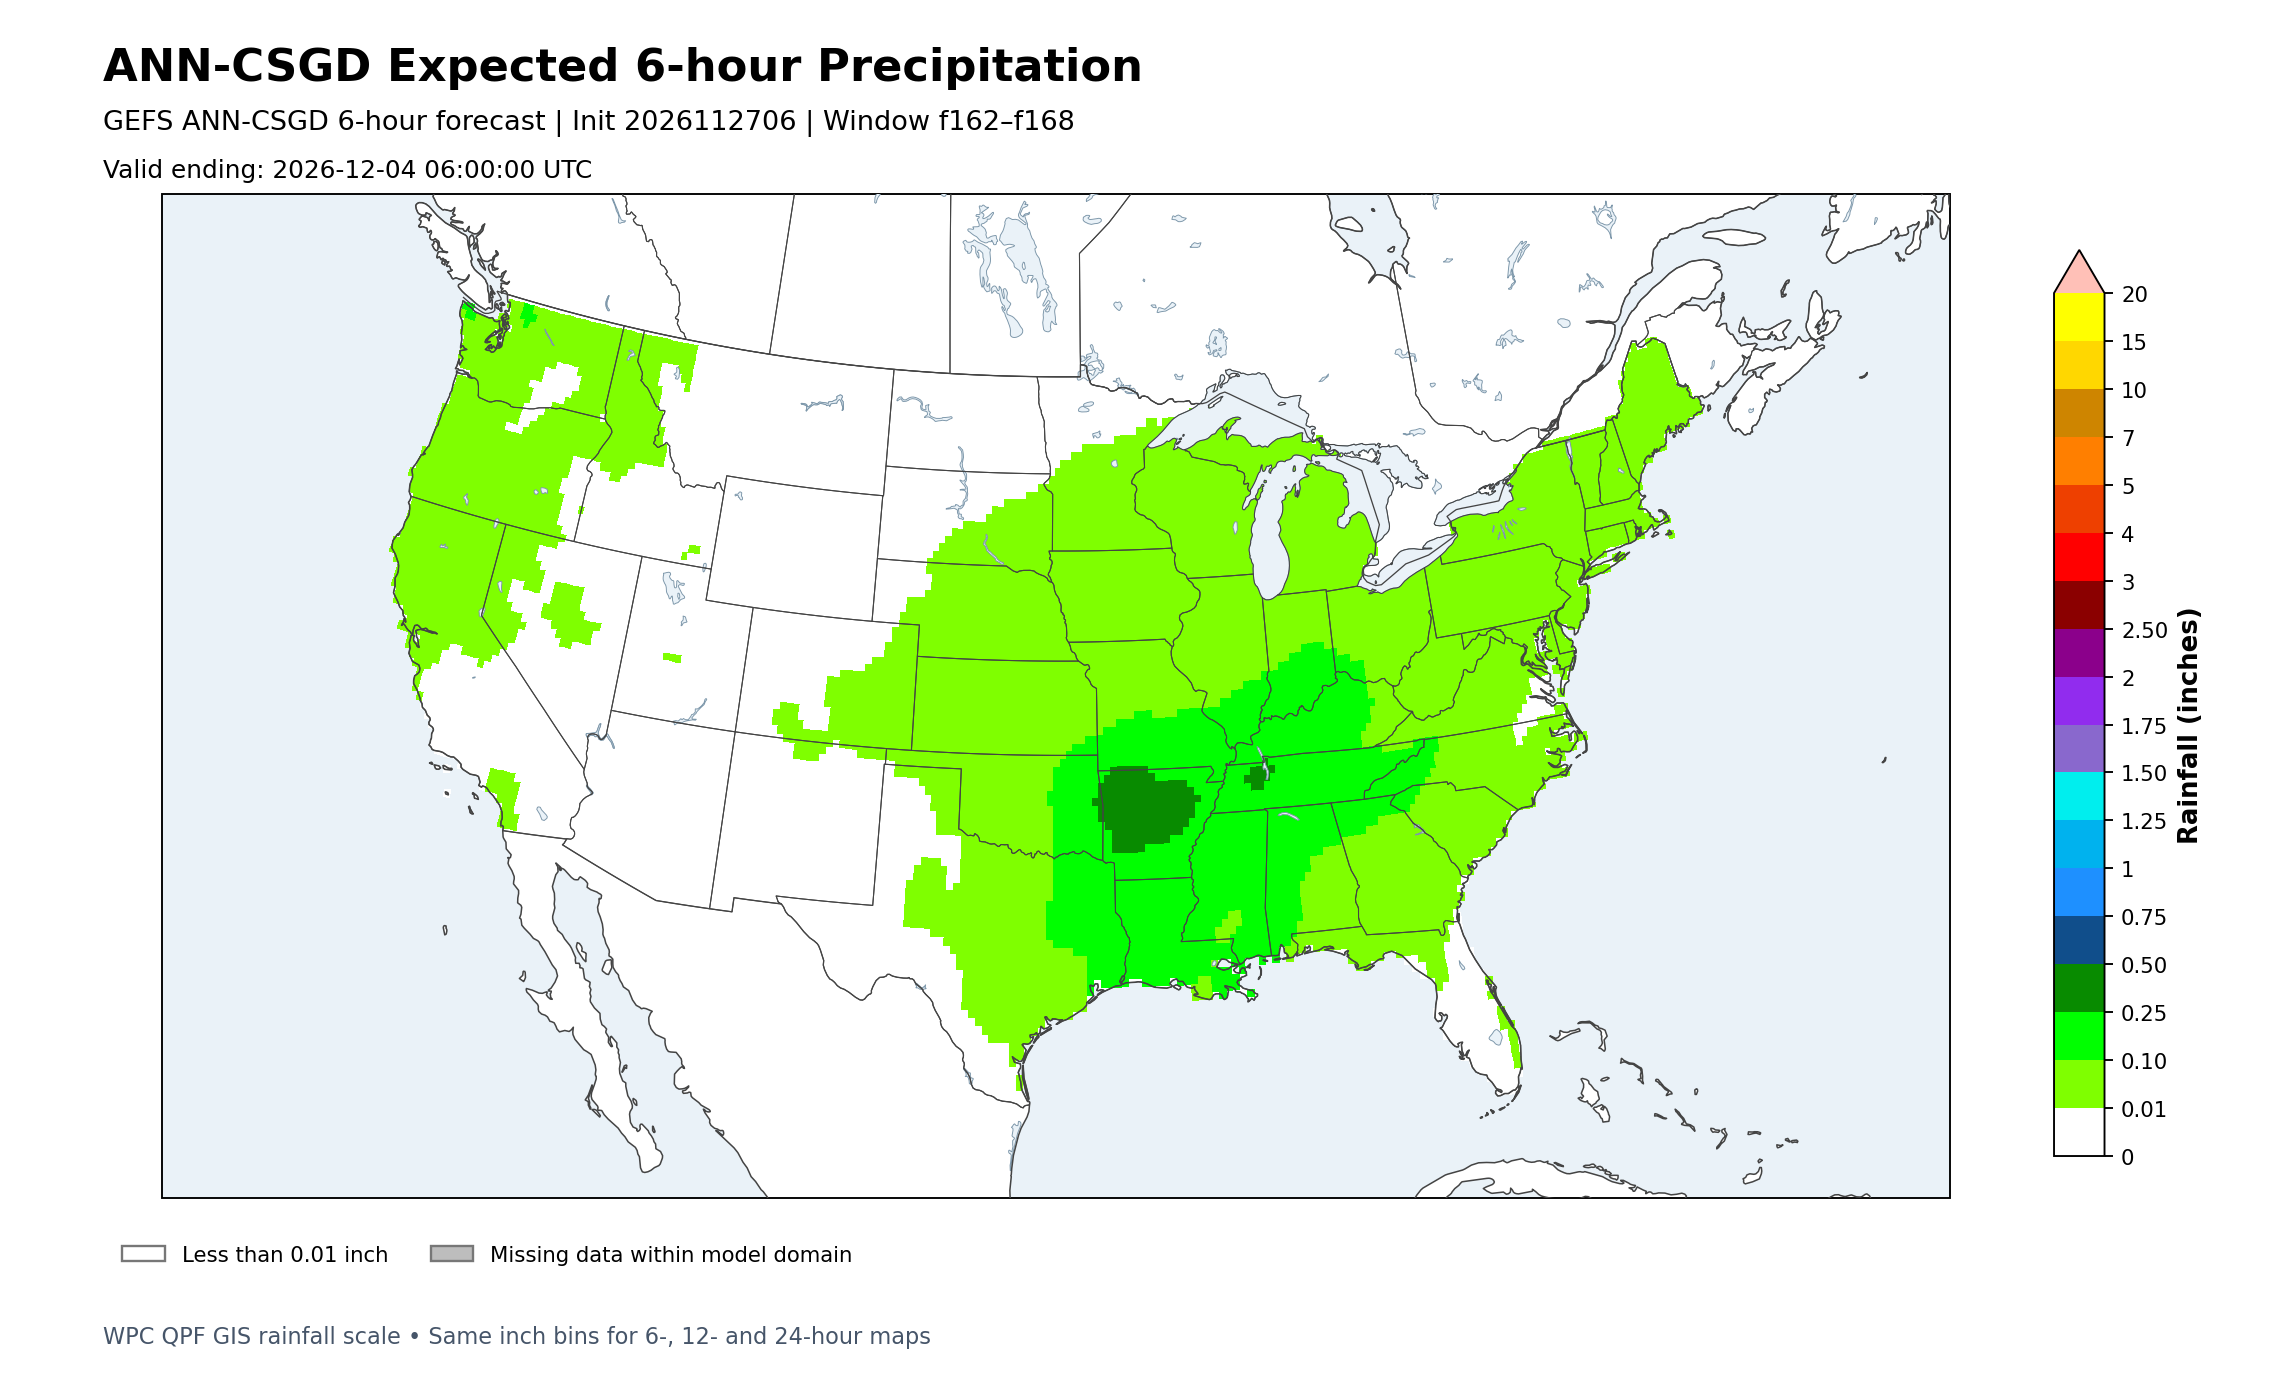 ANN-CSGD Expected 6-hour Precipitation
GEFS ANN-CSGD 6-hour forecast | Init 2026112706 | Window f162–f168
Valid ending: 2026-12-04 06:00:00 UTC
20
15
10
7
5
4
3
2.50
2
1.75
1.50
1.25
1
0.75
0.50
0.25
0.10
0.01
0
Rainfall (inches)
Less than 0.01 inch
Missing data within model domain
WPC QPF GIS rainfall scale • Same inch bins for 6-, 12- and 24-hour maps